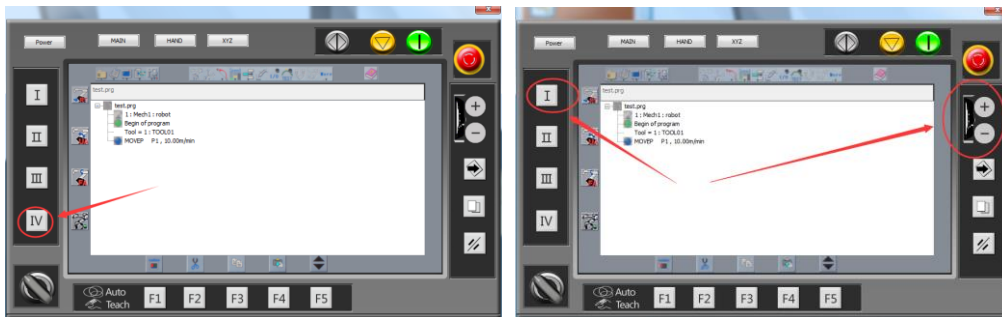 Power MAIN HAND XYZ
I
II
III
IV
test.prg
test.prg
1: Mech1: robot
Begin of program
Tool = 1: TOOL01
MOVEP P1, 10.00m/min
Auto
Teach
F1 F2 F3 F4 F5
Power MAIN HAND XYZ
I
II
III
IV
test.prg
test.prg
1: Mech1: robot
Begin of program
Tool = 1: TOOL01
MOVEP P1, 10.00m/min
Auto
Teach
F1 F2 F3 F4 F5